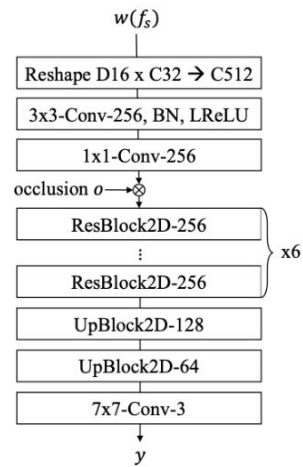 w(fₛ)
Reshape D16 x C32 → C512
3x3-Conv-256, BN, LReLU
1x1-Conv-256
occlusion o
ResBlock2D-256
⋮
ResBlock2D-256
x6
UpBlock2D-128
UpBlock2D-64
7x7-Conv-3
y